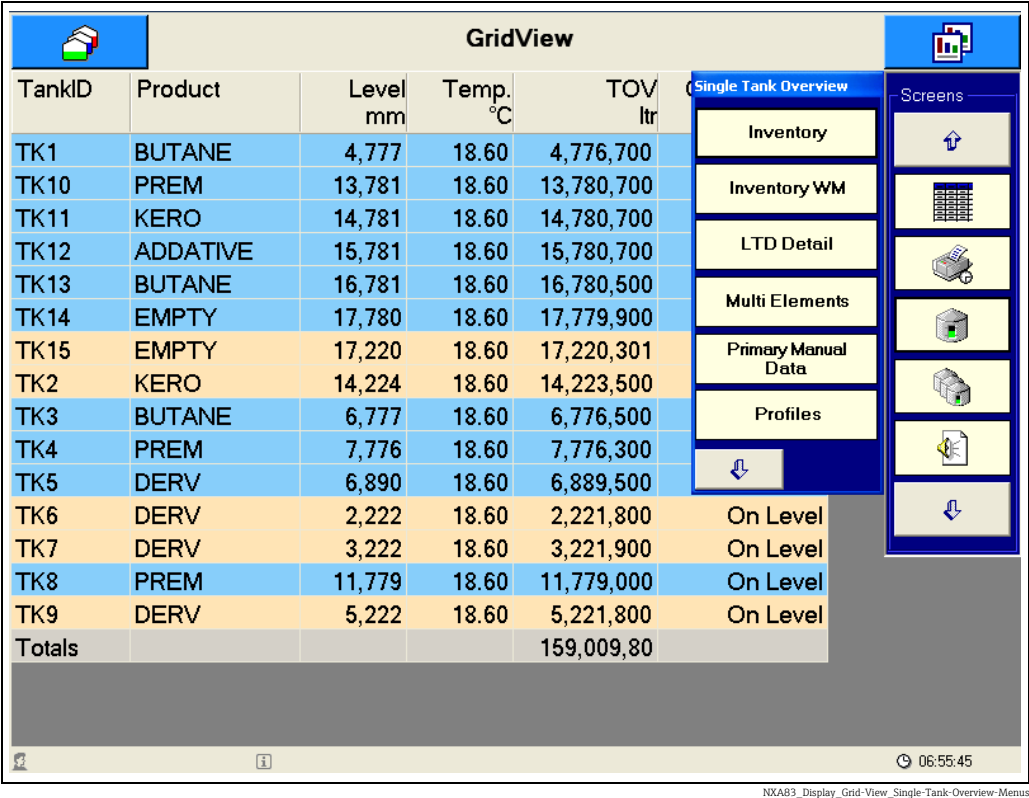 GridView
TankID Product Level Temp. TOV
mm °C ltr
Single Tank Overview
Inventory
Inventory WM
LTD Detail
Multi Elements
Primary Manual
Data
Profiles
Screens
TK1 BUTANE 4,777 18.60 4,776,700
TK10 PREM 13,781 18.60 13,780,700
TK11 KERO 14,781 18.60 14,780,700
TK12 ADDATIVE 15,781 18.60 15,780,700
TK13 BUTANE 16,781 18.60 16,780,500
TK14 EMPTY 17,780 18.60 17,779,900
TK15 EMPTY 17,220 18.60 17,220,301
TK2 KERO 14,224 18.60 14,223,500
TK3 BUTANE 6,777 18.60 6,776,500
TK4 PREM 7,776 18.60 7,776,300
TK5 DERV 6,890 18.60 6,889,500
TK6 DERV 2,222 18.60 2,221,800 On Level
TK7 DERV 3,222 18.60 3,221,900 On Level
TK8 PREM 11,779 18.60 11,779,000 On Level
TK9 DERV 5,222 18.60 5,221,800 On Level
Totals 159,009,80
06:55:45
NXA83_Display_Grid-View_Single-Tank-Overview-Menus